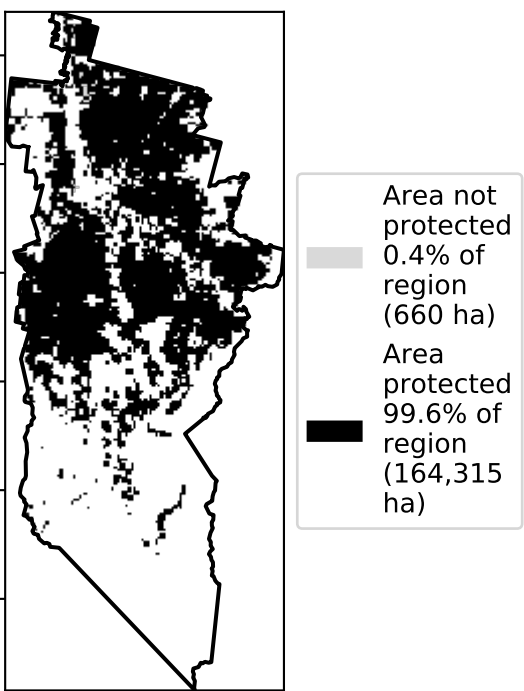 Area not
protected
0.4% of
region
(660 ha)
Area
protected
99.6% of
region
(164,315
ha)